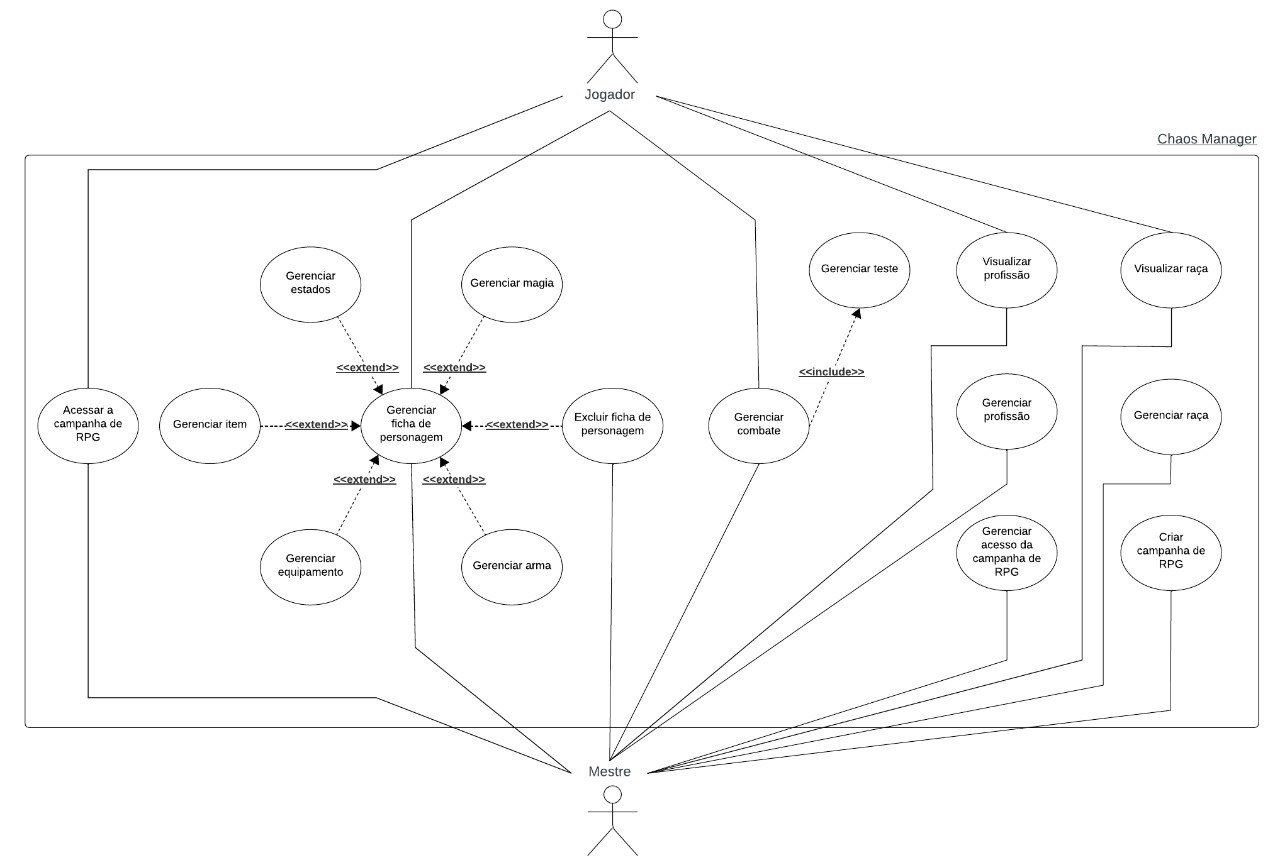 Jogador
Chaos Manager
Gerenciar
estados
Gerenciar magia
Gerenciar teste
Visualizar
profissão
Visualizar raça
<<extend>>
<<extend>>
<<include>>
Acessar a
campanha de
RPG
Gerenciar item
<<extend>>
Gerenciar
ficha de
personagem
<<extend>>
Excluir ficha de
personagem
Gerenciar
combate
Gerenciar
profissão
Gerenciar raça
<<extend>>
<<extend>>
Gerenciar
equipamento
Gerenciar arma
Gerenciar
acesso da
campanha de
RPG
Criar
campanha de
RPG
Mestre